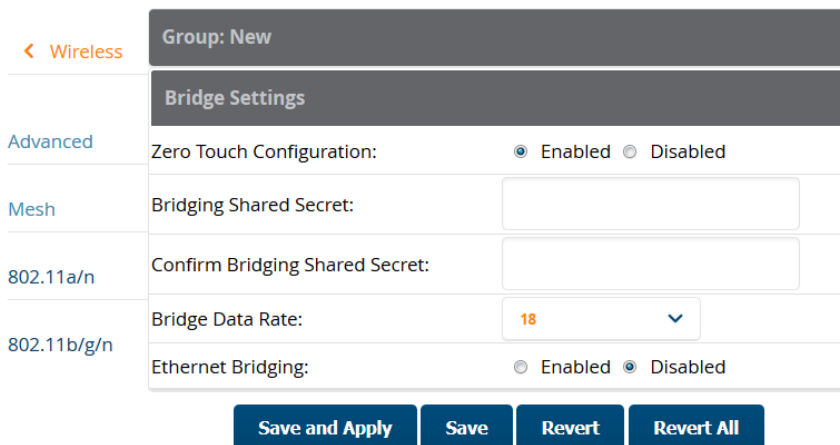 Wireless
Group: New
Bridge Settings
Advanced
Mesh
802.11a/n
802.11b/g/n
Zero Touch Configuration: Enabled Disabled
Bridging Shared Secret:
Confirm Bridging Shared Secret:
Bridge Data Rate: 18
Ethernet Bridging: Enabled Disabled
Save and Apply Save Revert Revert All